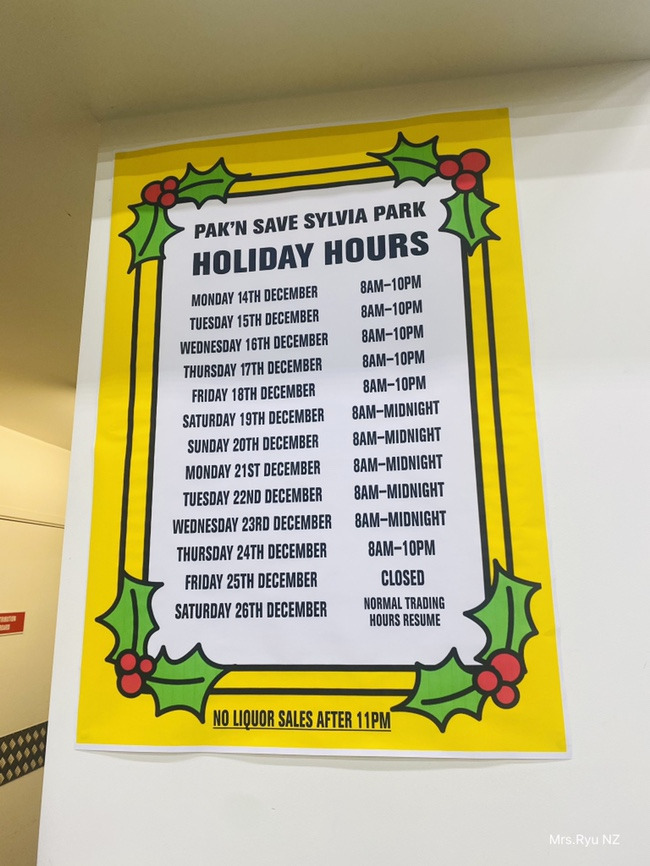 PAK'N SAVE SYLVIA PARK
HOLIDAY HOURS
MONDAY 14TH DECEMBER 8AM–10PM
TUESDAY 15TH DECEMBER 8AM–10PM
WEDNESDAY 16TH DECEMBER 8AM–10PM
THURSDAY 17TH DECEMBER 8AM–10PM
FRIDAY 18TH DECEMBER 8AM–10PM
SATURDAY 19TH DECEMBER 8AM–MIDNIGHT
SUNDAY 20TH DECEMBER 8AM–MIDNIGHT
MONDAY 21ST DECEMBER 8AM–MIDNIGHT
TUESDAY 22ND DECEMBER 8AM–MIDNIGHT
WEDNESDAY 23RD DECEMBER 8AM–MIDNIGHT
THURSDAY 24TH DECEMBER 8AM–10PM
FRIDAY 25TH DECEMBER CLOSED
SATURDAY 26TH DECEMBER NORMAL TRADING
HOURS RESUME
NO LIQUOR SALES AFTER 11PM
Mrs.Ryu NZ